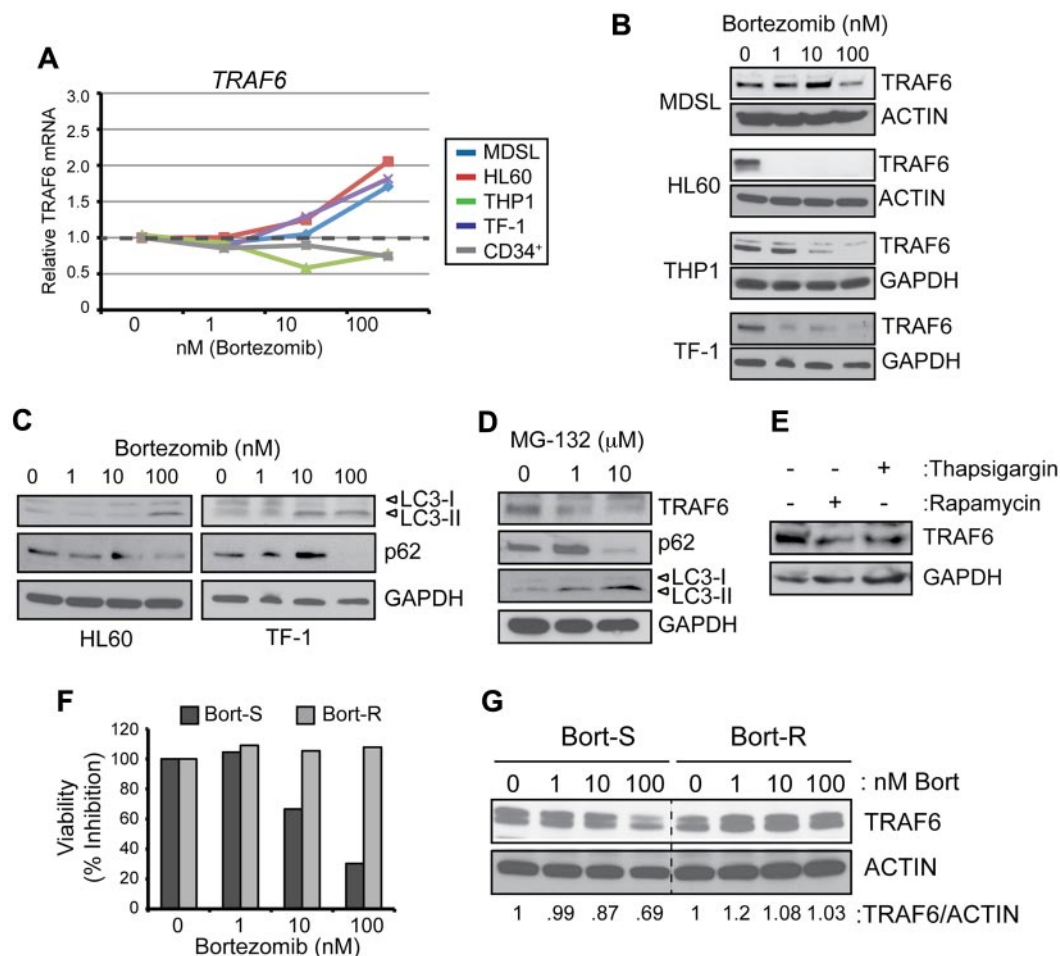 A
TRAF6
Relative TRAF6 mRNA
3.0
2.5
2.0
1.5
1.0
0.5
0
0 1 10 100
nM (Bortezomib)
MDSL
HL60
THP1
TF-1
CD34+
B
Bortezomib (nM)
0 1 10 100
MDSL
TRAF6
ACTIN
HL60
TRAF6
ACTIN
THP1
TRAF6
GAPDH
TF-1
TRAF6
GAPDH
C
Bortezomib (nM)
0 1 10 100 0 1 10 100
LC3-I
LC3-II
p62
GAPDH
HL60 TF-1
D
MG-132 (μM)
0 1 10
TRAF6
p62
LC3-I
LC3-II
GAPDH
E
- - + :Thapsigargin
- + - :Rapamycin
TRAF6
GAPDH
F
Bort-S Bort-R
Viability
(% Inhibition)
120
100
80
60
40
20
0
0 1 10 100
Bortezomib (nM)
G
Bort-S Bort-R
0 1 10 100 0 1 10 100 : nM Bort
TRAF6
ACTIN
1 .99 .87 .69 1 1.2 1.08 1.03 :TRAF6/ACTIN